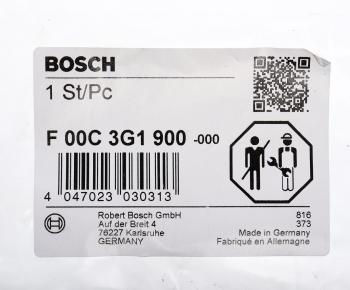 BOSCH
1 St/Pc
F 00C 3G1 900 -000
4 047023 030313
Robert Bosch GmbH
Auf der Breit 4
76227 Karlsruhe
GERMANY
816
373
Made in Germany
Fabriqué en Allemagne